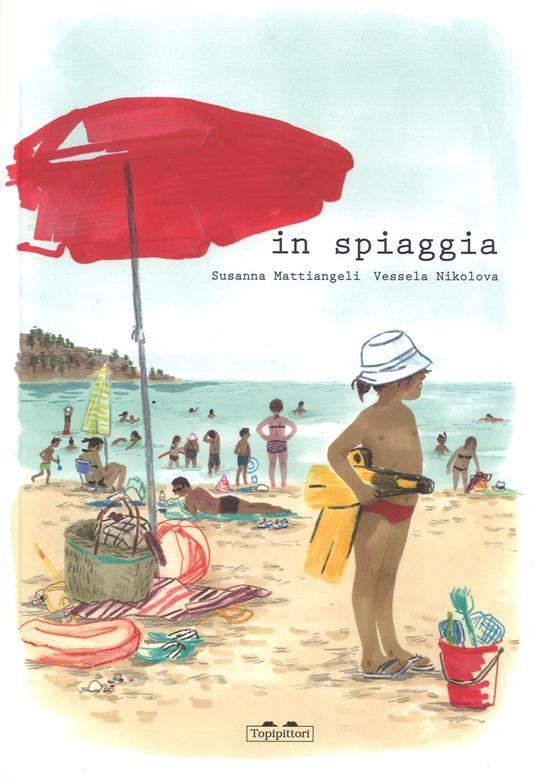 in spiaggia
Susanna Mattiangeli Vessela Nikolova
Topipittori